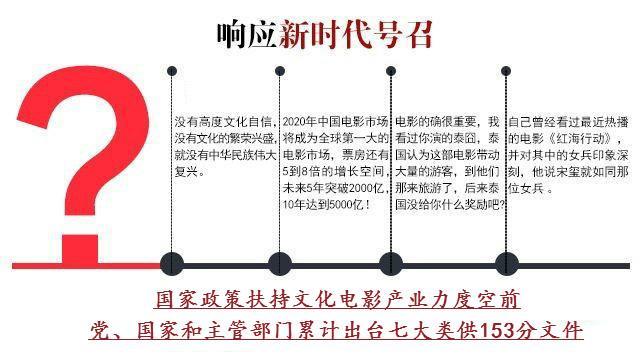 响应新时代号召
没有高度文化自信，
没有文化的繁荣兴盛，
就没有中华民族伟大
复兴。
2020年中国电影市场
将成为全球第一大的
电影市场，票房还有
5到8倍的增长空间，
未来5年突破2000亿，
10年达到5000亿！
电影的确很重要，我
看过你演的泰囧，泰
国认为这部电影带动
大量的游客，到他们
那来旅游了，后来泰
国没给你什么奖励吧?
自己曾经看过最近热播
的电影《红海行动》，
并对其中的女兵印象深
刻，他说宋玺就如同那
位女兵 。
国家政策扶持文化电影产业力度空前
党、国家和主管部门累计出台七大类供153分文件